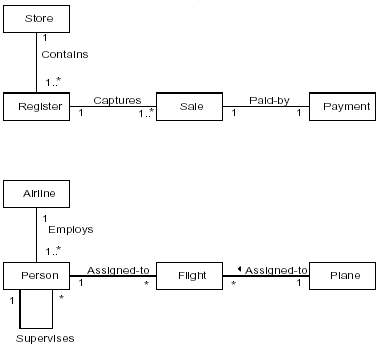 Store
1
Contains
1..*
Register Captures Sale Paid-by Payment
1 1..* 1 1
Airline
1
Employs
1..*
Person Assigned-to Flight Assigned-to Plane
1 * * 1
1 *
Supervises